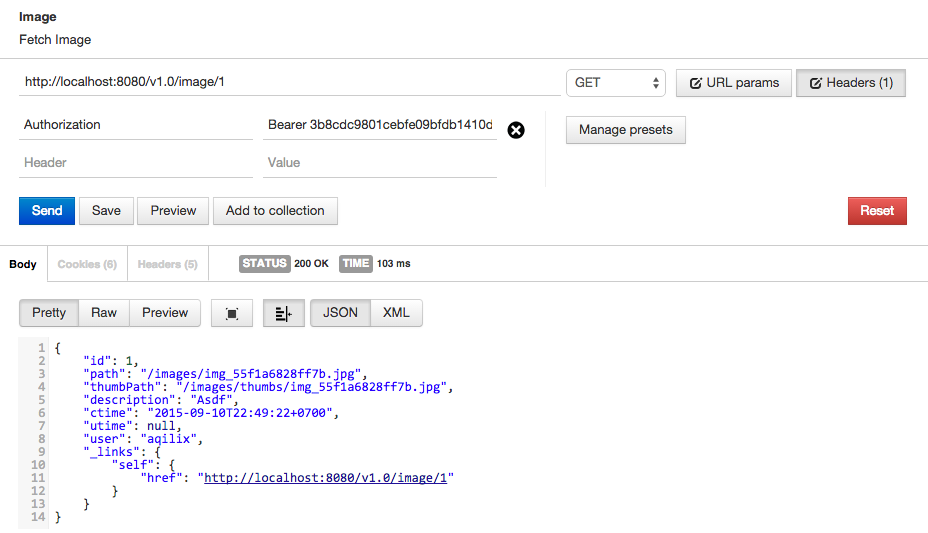 Image
Fetch Image
http://localhost:8080/v1.0/image/1 GET URL params Headers (1)
Authorization Bearer 3b8cdc9801cebfe09bfdb1410d Manage presets
Header Value
Send Save Preview Add to collection Reset
Body Cookies (6) Headers (5) STATUS 200 OK TIME 103 ms
Pretty Raw Preview JSON XML
1 {
2 "id": 1,
3 "path": "/images/img_55f1a6828ff7b.jpg",
4 "thumbPath": "/images/thumbs/img_55f1a6828ff7b.jpg",
5 "description": "Asdf",
6 "ctime": "2015-09-10T22:49:22+0700",
7 "utime": null,
8 "user": "aqilix",
9 "_links": {
10 "self": {
11 "href": "http://localhost:8080/v1.0/image/1"
12 }
13 }
14 }